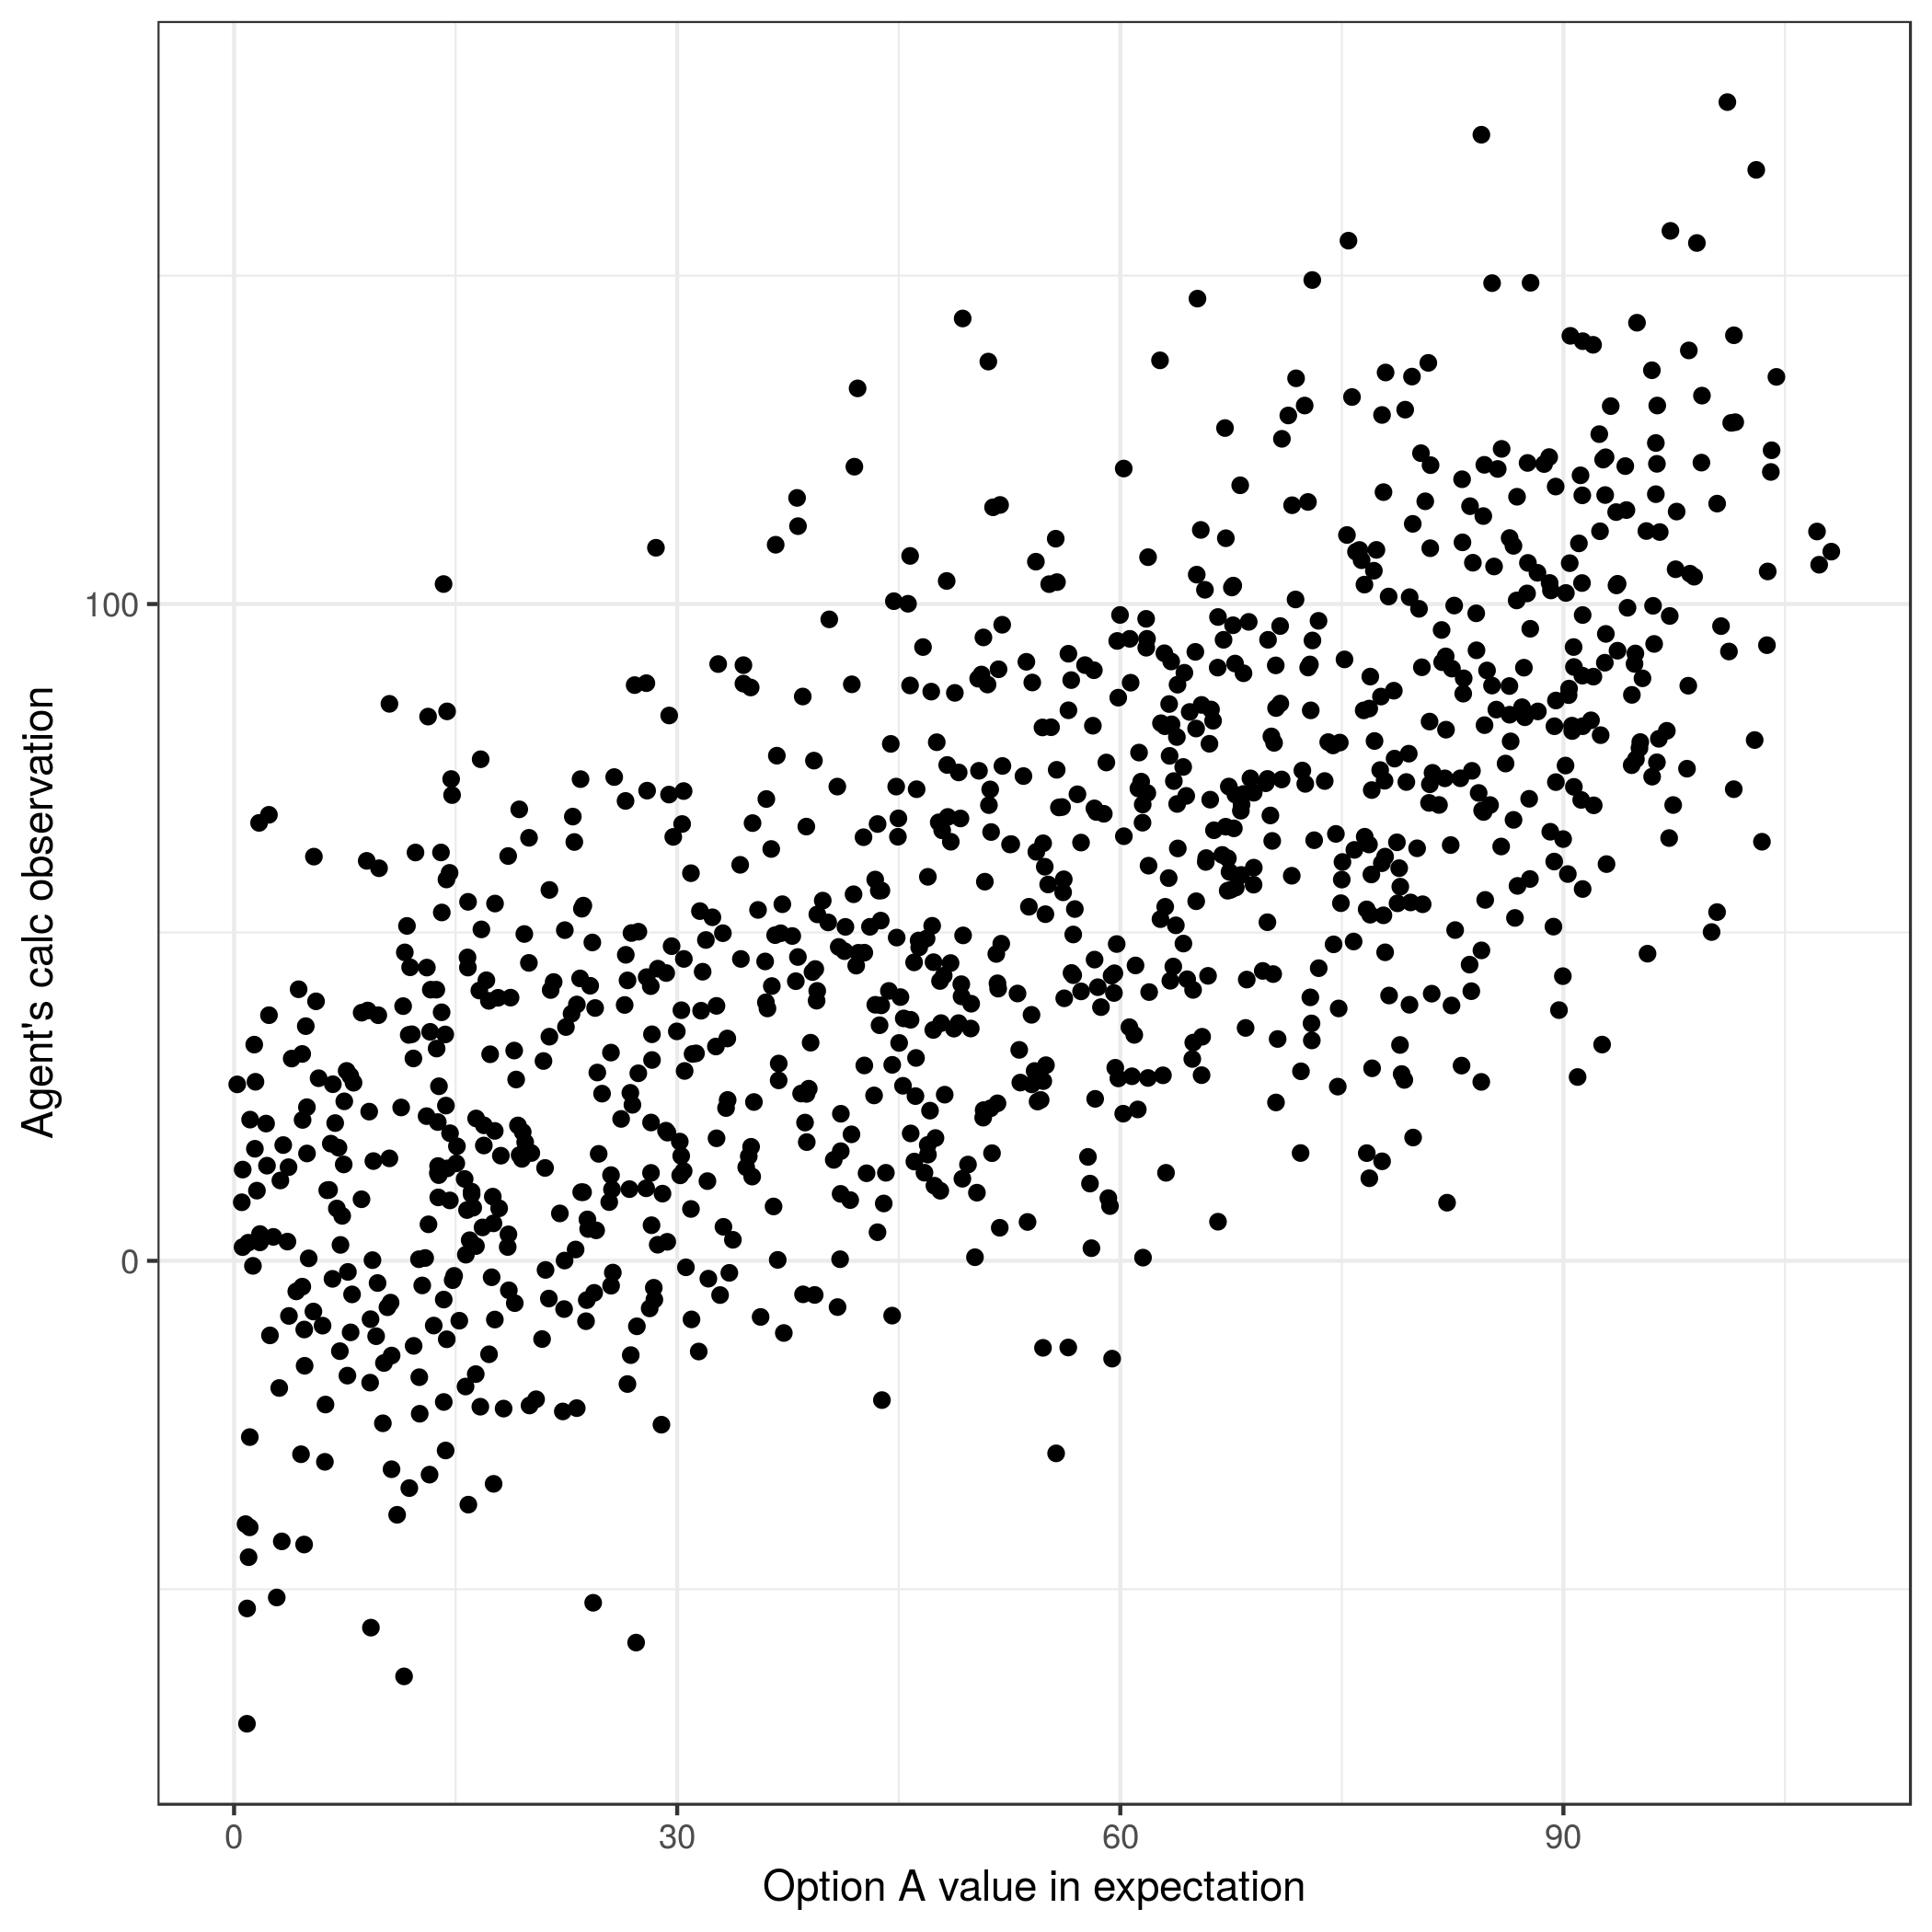 Agent's calc observation
100
0
0 30 60 90
Option A value in expectation